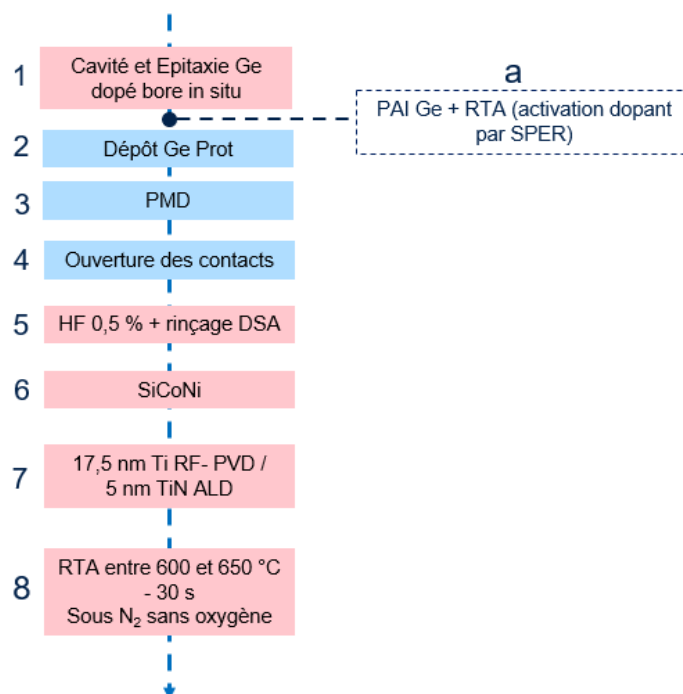 1
Cavité et Epitaxie Ge
dopé bore in situ
a
PAI Ge + RTA (activation dopant
par SPER)
2
Dépôt Ge Prot
3
PMD
4
Ouverture des contacts
5
HF 0,5 % + rinçage DSA
6
SiCoNi
7
17,5 nm Ti RF- PVD /
5 nm TiN ALD
8
RTA entre 600 et 650 °C
- 30 s
Sous N₂ sans oxygène